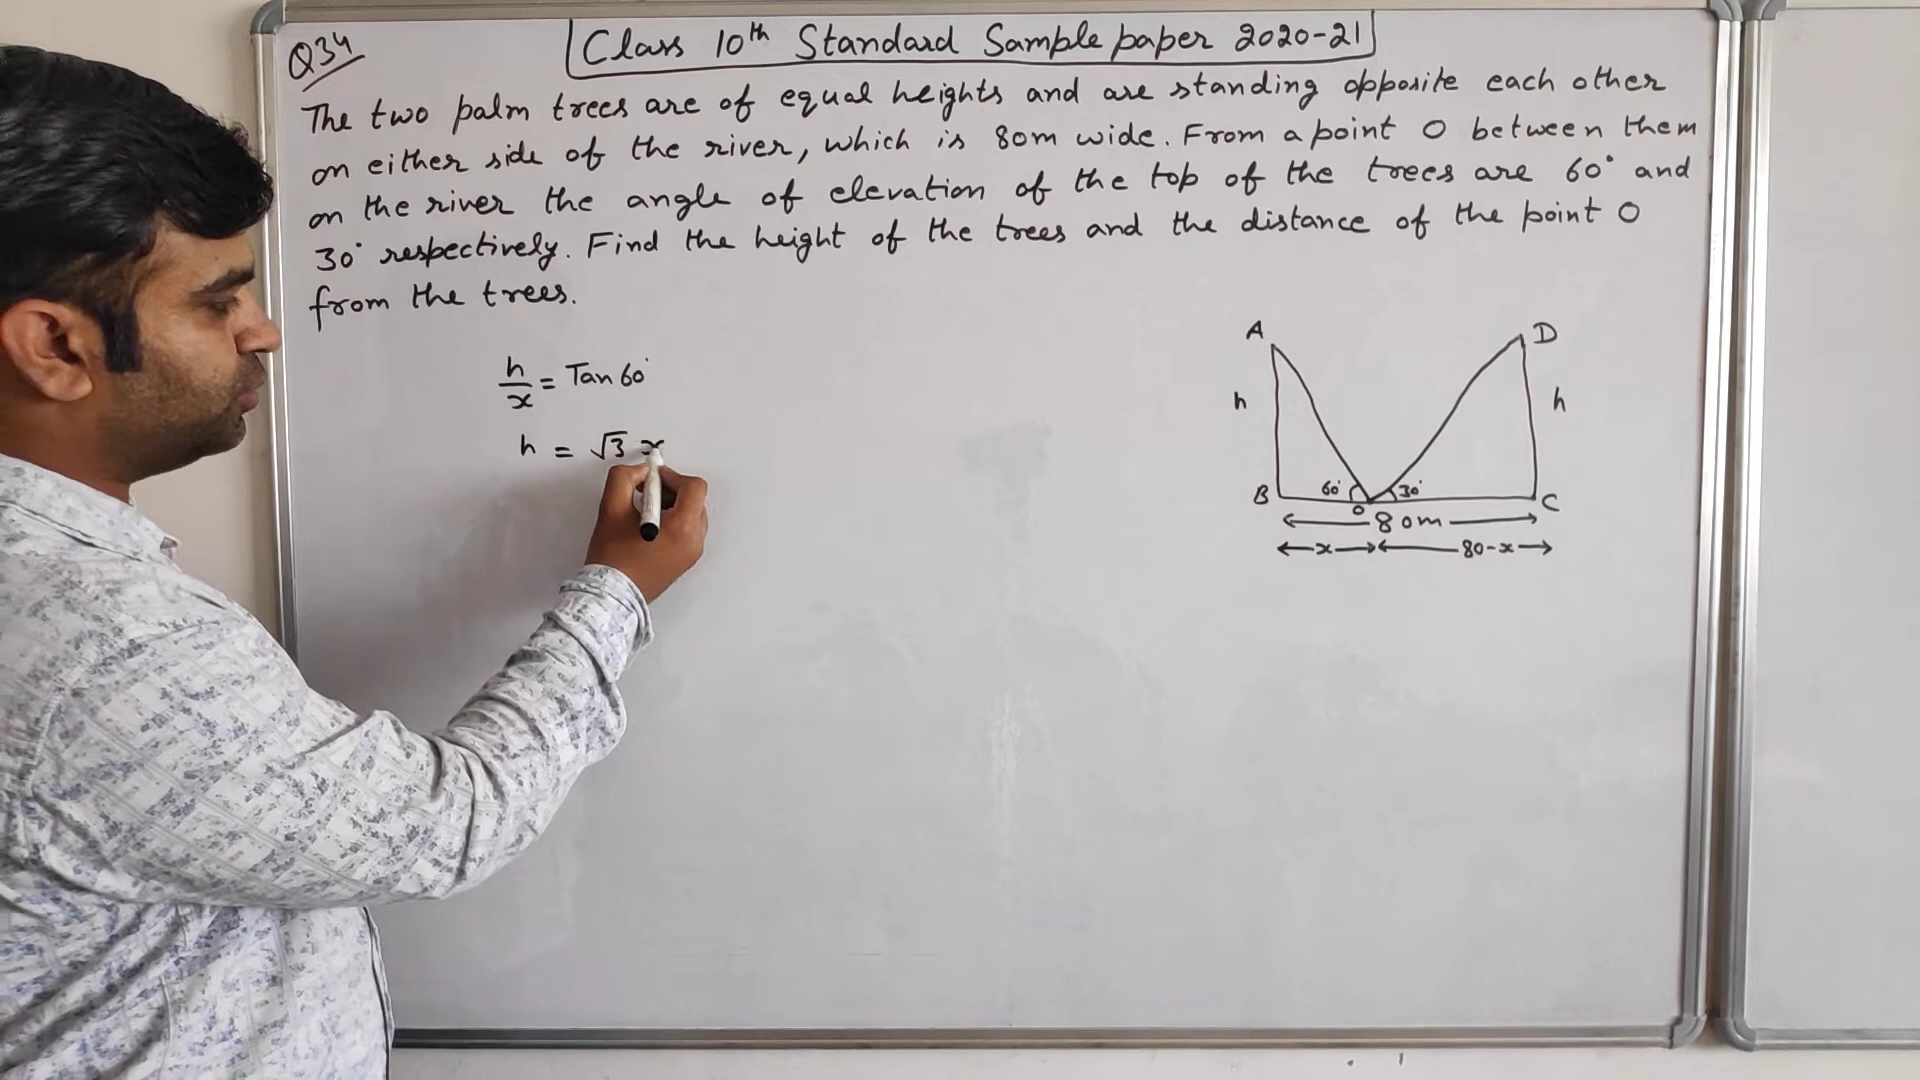 Q34
Class 10th Standard Sample paper 2020-21
The two palm trees are of equal heights and are standing opposite each other
on either side of the river, which is 80m wide. From a point O between them
on the river the angle of elevation of the top of the trees are 60° and
30° respectively. Find the height of the trees and the distance of the point O
from the trees.
h/x = Tan 60°
h = √3 x
A D
h h
B 60° 30° C
O
80m
x 80-x